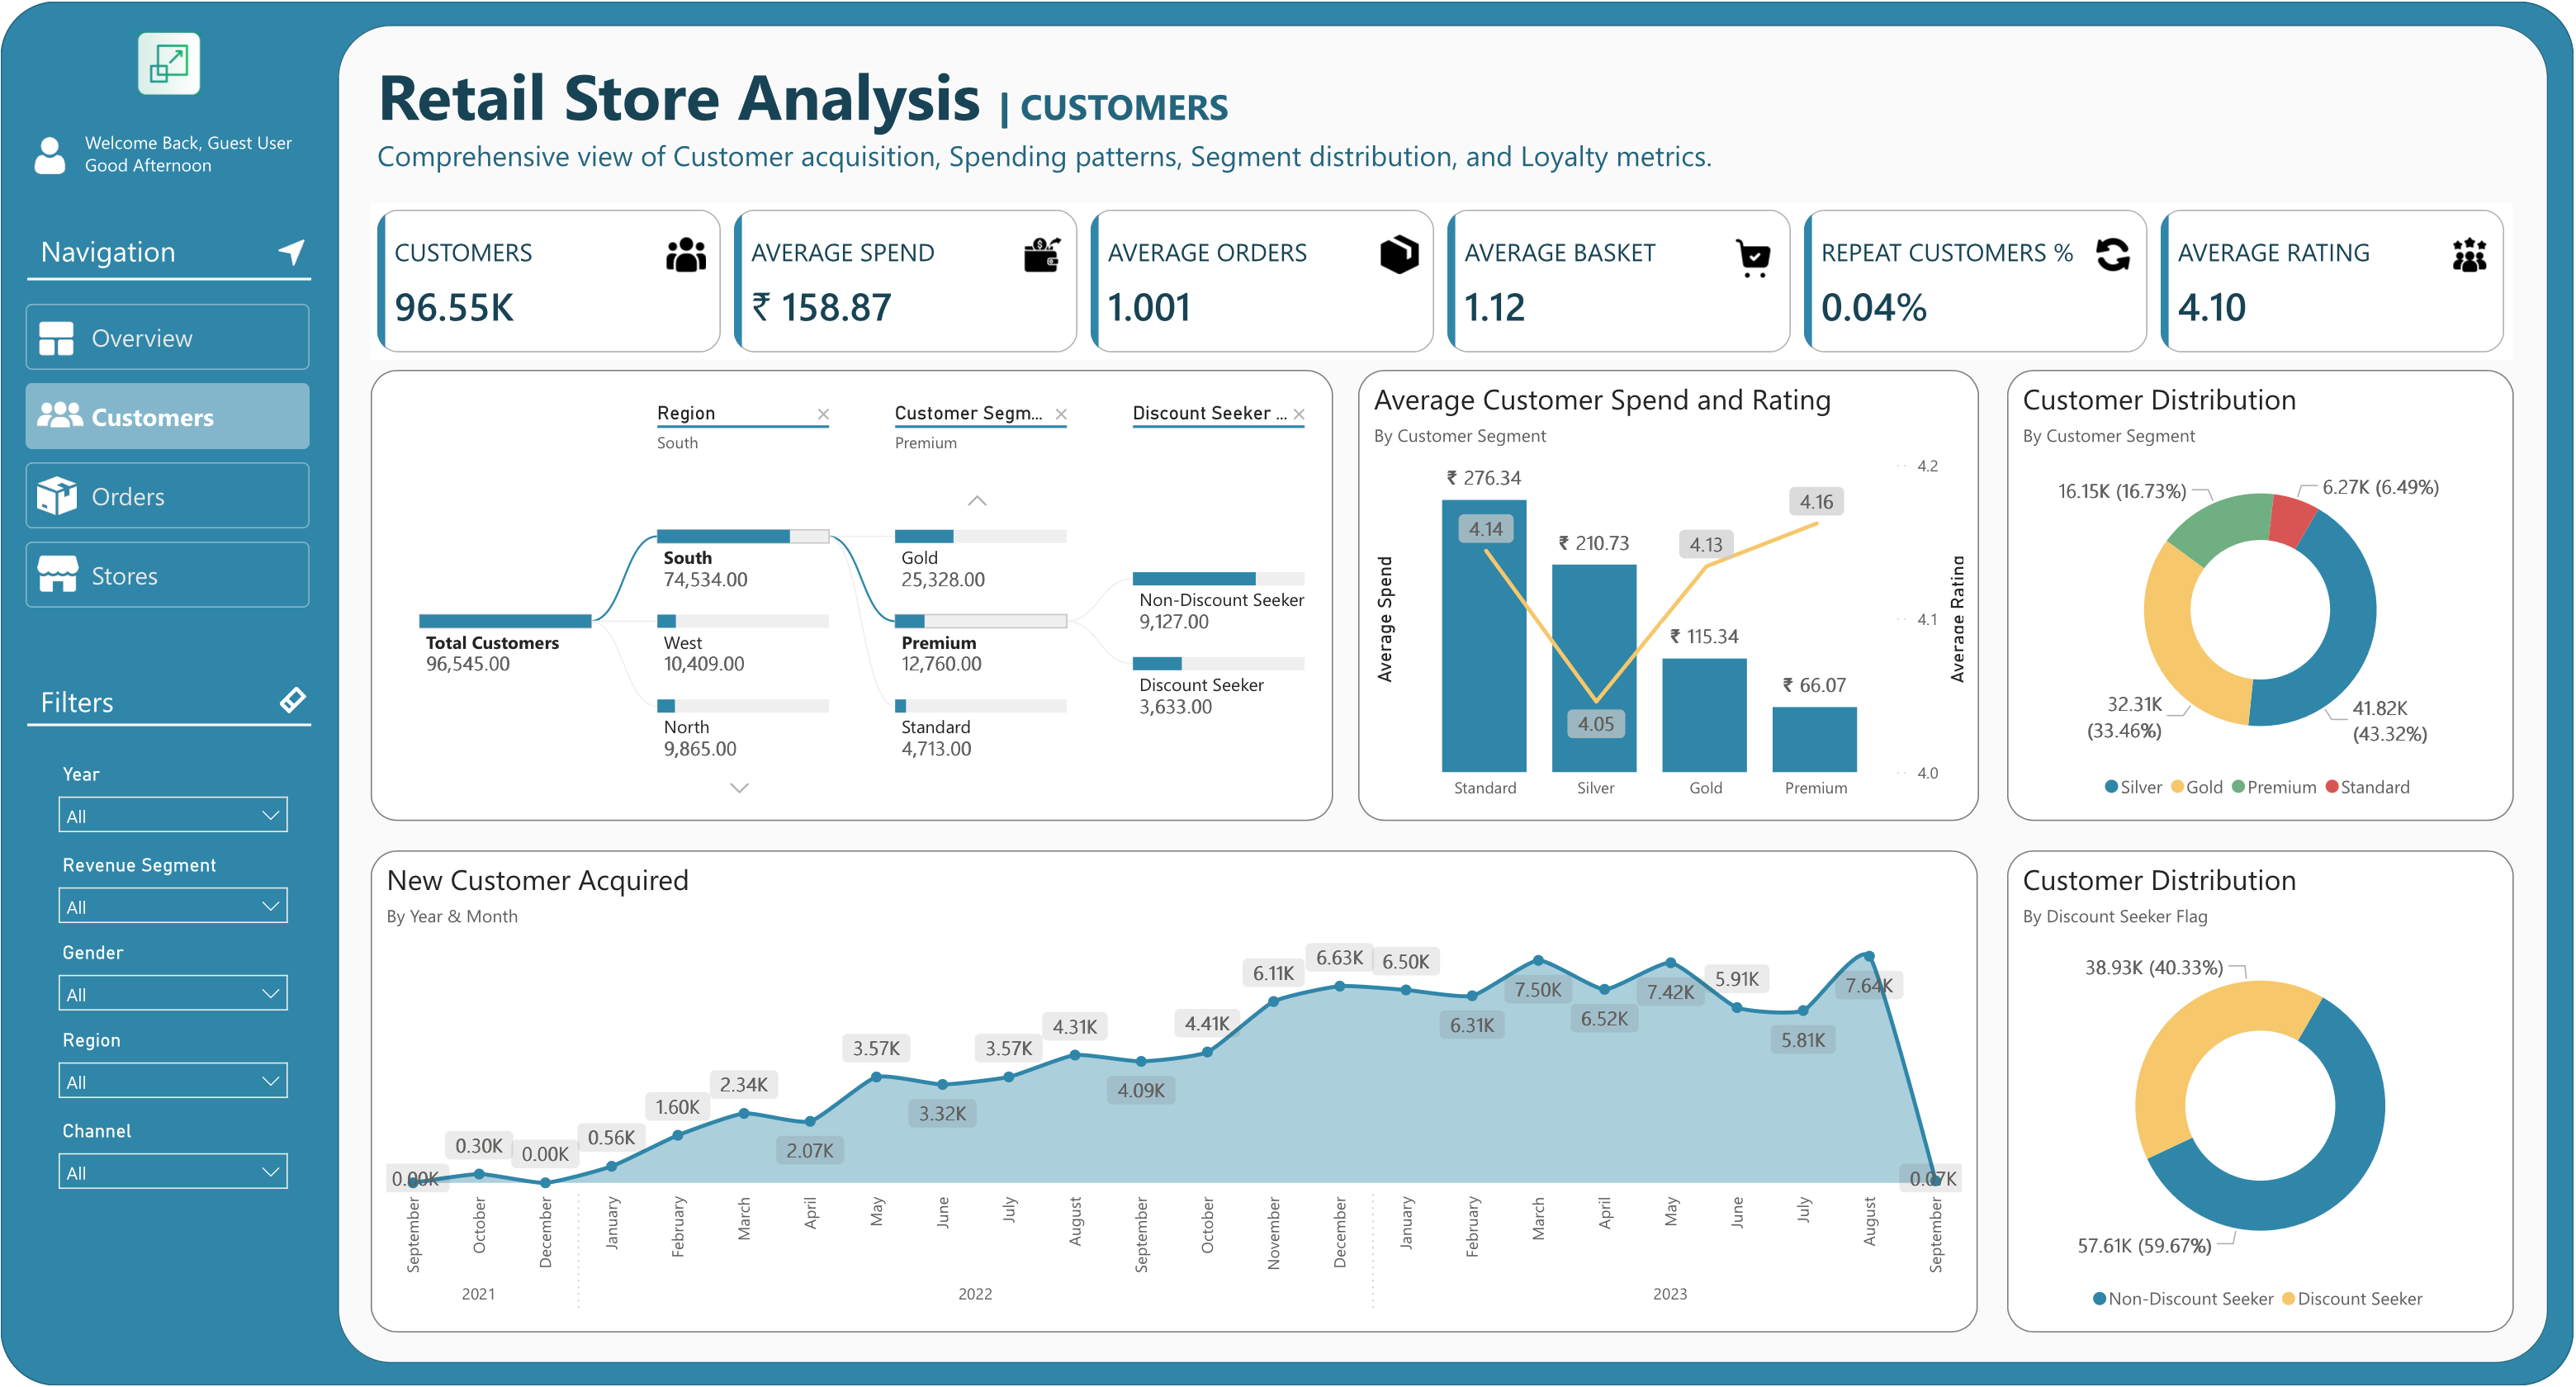 Welcome Back, Guest User
Good Afternoon
Navigation
Overview
Customers
Orders
Stores
Filters
Year
All
Revenue Segment
All
Gender
All
Region
All
Channel
All
Retail Store Analysis | CUSTOMERS
Comprehensive view of Customer acquisition, Spending patterns, Segment distribution, and Loyalty metrics.
CUSTOMERS
96.55K
AVERAGE SPEND
₹ 158.87
AVERAGE ORDERS
1.001
AVERAGE BASKET
1.12
REPEAT CUSTOMERS %
0.04%
AVERAGE RATING
4.10
Region
South
Customer Segm...
Premium
Discount Seeker ...
Total Customers
96,545.00
South
74,534.00
West
10,409.00
North
9,865.00
Gold
25,328.00
Premium
12,760.00
Standard
4,713.00
Non-Discount Seeker
9,127.00
Discount Seeker
3,633.00
Average Customer Spend and Rating
By Customer Segment
Average Spend
₹ 276.34
₹ 210.73
₹ 115.34
₹ 66.07
4.14
4.05
4.13
4.16
4.2
4.1
4.0
Average Rating
Standard
Silver
Gold
Premium
Customer Distribution
By Customer Segment
16.15K (16.73%)
6.27K (6.49%)
32.31K
(33.46%)
41.82K
(43.32%)
Silver Gold Premium Standard
New Customer Acquired
By Year & Month
0.00K
0.30K
0.00K
0.56K
1.60K
2.34K
2.07K
3.57K
3.32K
3.57K
4.31K
4.09K
4.41K
6.11K
6.63K
6.50K
6.31K
7.50K
6.52K
7.42K
5.91K
5.81K
7.64K
0.07K
September
October
December
January
February
March
April
May
June
July
August
September
October
November
December
January
February
March
April
May
June
July
August
September
2021
2022
2023
Customer Distribution
By Discount Seeker Flag
38.93K (40.33%)
57.61K (59.67%)
Non-Discount Seeker Discount Seeker